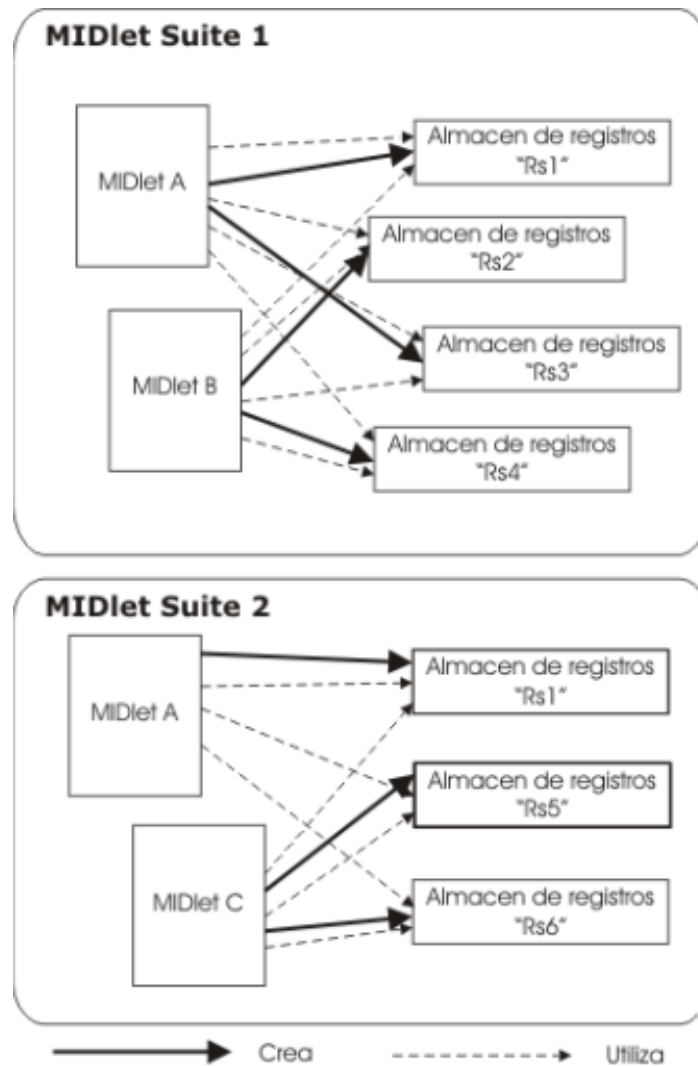 MIDlet Suite 1
MIDlet A
Almacen de registros
"Rs1"
Almacen de registros
"Rs2"
MIDlet B
Almacen de registros
"Rs3"
Almacen de registros
"Rs4"
MIDlet Suite 2
MIDlet A
Almacen de registros
"Rs1"
Almacen de registros
"Rs5"
MIDlet C
Almacen de registros
"Rs6"
Crea
Utiliza